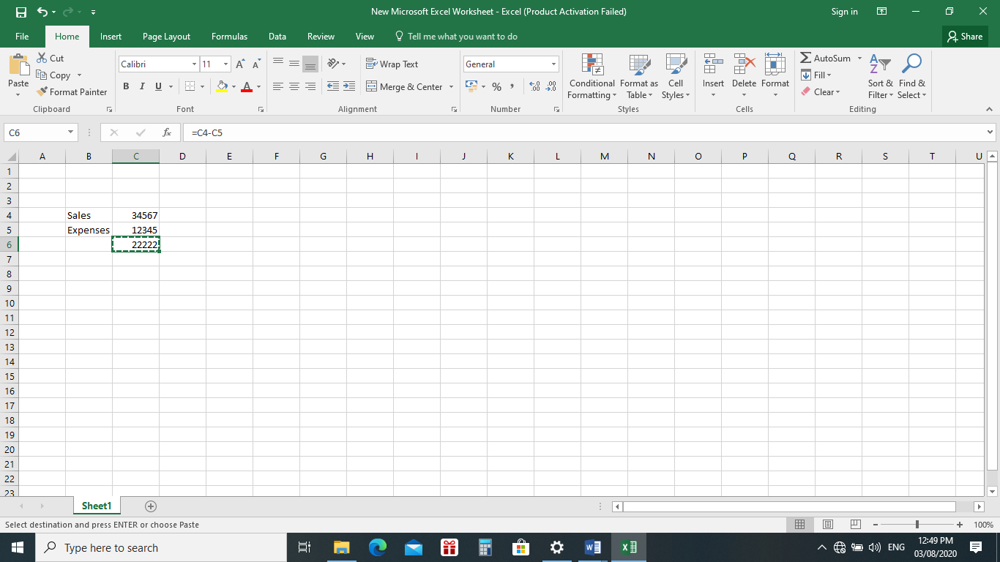 New Microsoft Excel Worksheet - Excel (Product Activation Failed)
Sign in
File Home Insert Page Layout Formulas Data Review View Tell me what you want to do Share
Paste
Cut
Copy
Format Painter
Clipboard
Calibri 11 A A
B I U A
Font
Wrap Text
Merge & Center
Alignment
General
% , .0 .00 .00 .0
Number
Conditional Formatting
Format as Table
Cell Styles
Styles
Insert Delete Format
Cells
AutoSum
Fill
Clear
A Z
Sort & Filter
Find & Select
Editing
C6 fx =C4-C5
A B C D E F G H I J K L M N O P Q R S T U
1
2
3
4 Sales 34567
5 Expenses 12345
6 22222
7
8
9
10
11
12
13
14
15
16
17
18
19
20
21
22
23
Sheet1
Select destination and press ENTER or choose Paste
100%
Type here to search
ENG
12:49 PM
03/08/2020